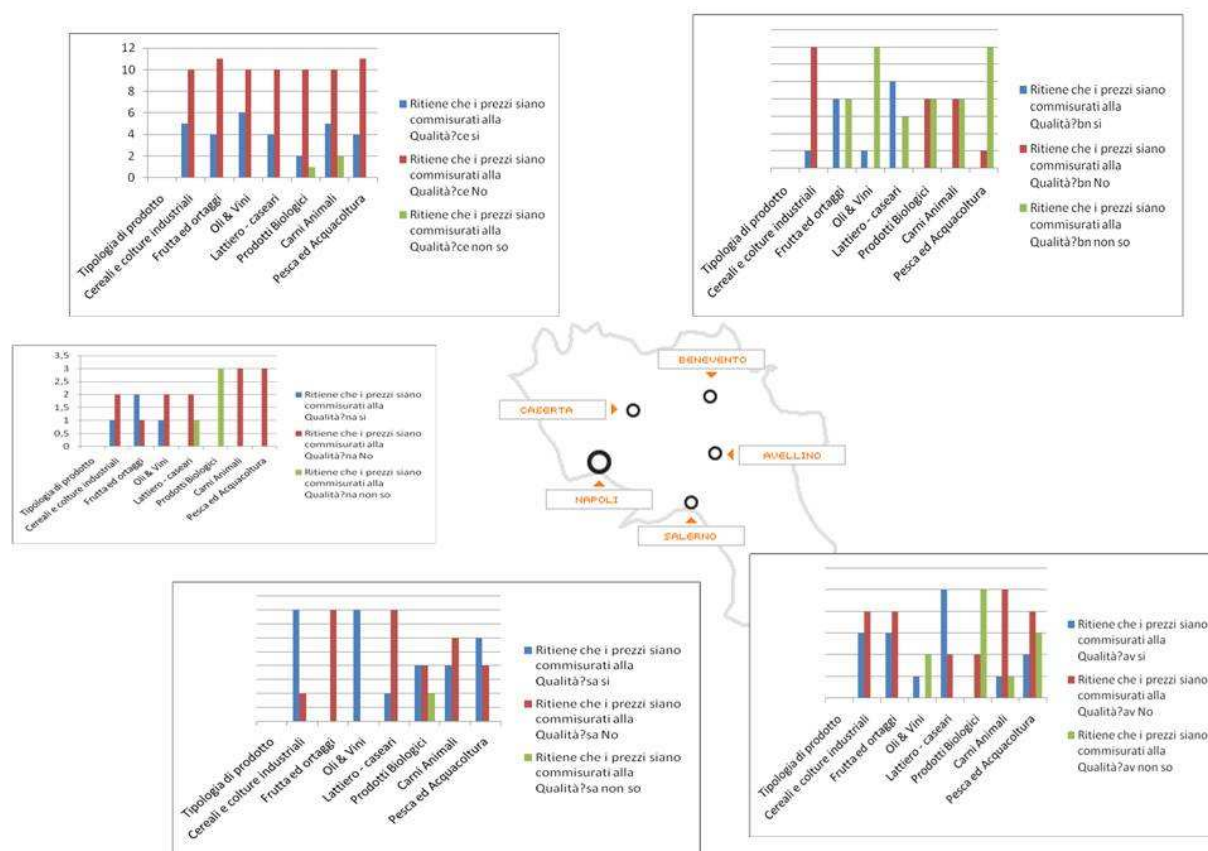 12
10
8
6
4
2
0
Tipologia di prodotto
Cereali e colture industriali
Frutta ed ortaggi
Oli & Vini
Lattiero - caseari
Prodotti Biologici
Carni Animali
Pesca ed Acquacoltura
Ritiene che i prezzi siano
commisurati alla
Qualità?ce si
Ritiene che i prezzi siano
commisurati alla
Qualità?ce No
Ritiene che i prezzi siano
commisurati alla
Qualità?ce non so
Tipologia di prodotto
Cereali e colture industriali
Frutta ed ortaggi
Oli & Vini
Lattiero - caseari
Prodotti Biologici
Carni Animali
Pesca ed Acquacoltura
Ritiene che i prezzi siano
commisurati alla
Qualità?bn si
Ritiene che i prezzi siano
commisurati alla
Qualità?bn No
Ritiene che i prezzi siano
commisurati alla
Qualità?bn non so
3,5
3
2,5
2
1,5
1
0,5
0
Tipologia di prodotto
Cereali e colture industriali
Frutta ed ortaggi
Oli & Vini
Lattiero - caseari
Prodotti Biologici
Carni Animali
Pesca ed Acquacoltura
Ritiene che i prezzi siano
commisurati alla
Qualità?na si
Ritiene che i prezzi siano
commisurati alla
Qualità?na No
Ritiene che i prezzi siano
commisurati alla
Qualità?na non so
BENEVENTO
CASERTA
AVELLINO
NAPOLI
SALERNO
Tipologia di prodotto
Cereali e colture industriali
Frutta ed ortaggi
Oli & Vini
Lattiero - caseari
Prodotti Biologici
Carni Animali
Pesca ed Acquacoltura
Ritiene che i prezzi siano
commisurati alla
Qualità?sa si
Ritiene che i prezzi siano
commisurati alla
Qualità?sa No
Ritiene che i prezzi siano
commisurati alla
Qualità?sa non so
Tipologia di prodotto
Cereali e colture industriali
Frutta ed ortaggi
Oli & Vini
Lattiero - caseari
Prodotti Biologici
Carni Animali
Pesca ed Acquacoltura
Ritiene che i prezzi siano
commisurati alla
Qualità?av si
Ritiene che i prezzi siano
commisurati alla
Qualità?av No
Ritiene che i prezzi siano
commisurati alla
Qualità?av non so